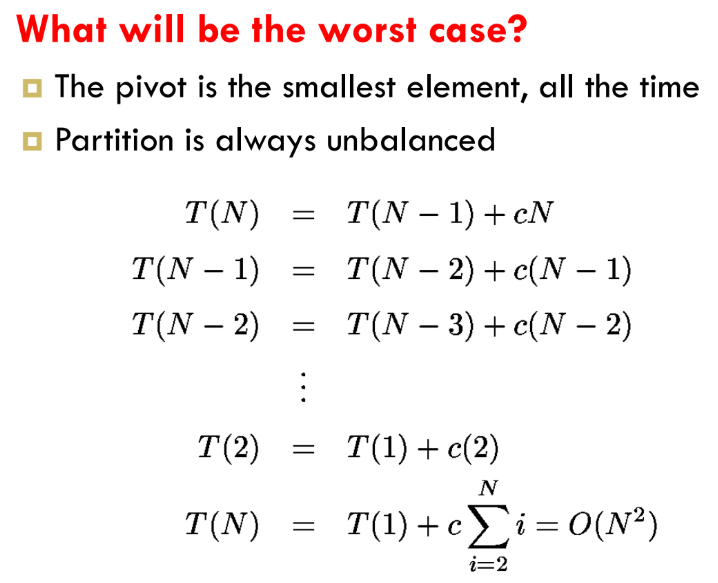 What will be the worst case?
The pivot is the smallest element, all the time
Partition is always unbalanced
T(N) = T(N − 1) + cN
T(N − 1) = T(N − 2) + c(N − 1)
T(N − 2) = T(N − 3) + c(N − 2)
⋮
T(2) = T(1) + c(2)
T(N) = T(1) + c ∑_{i=2}^{N} i = O(N²)